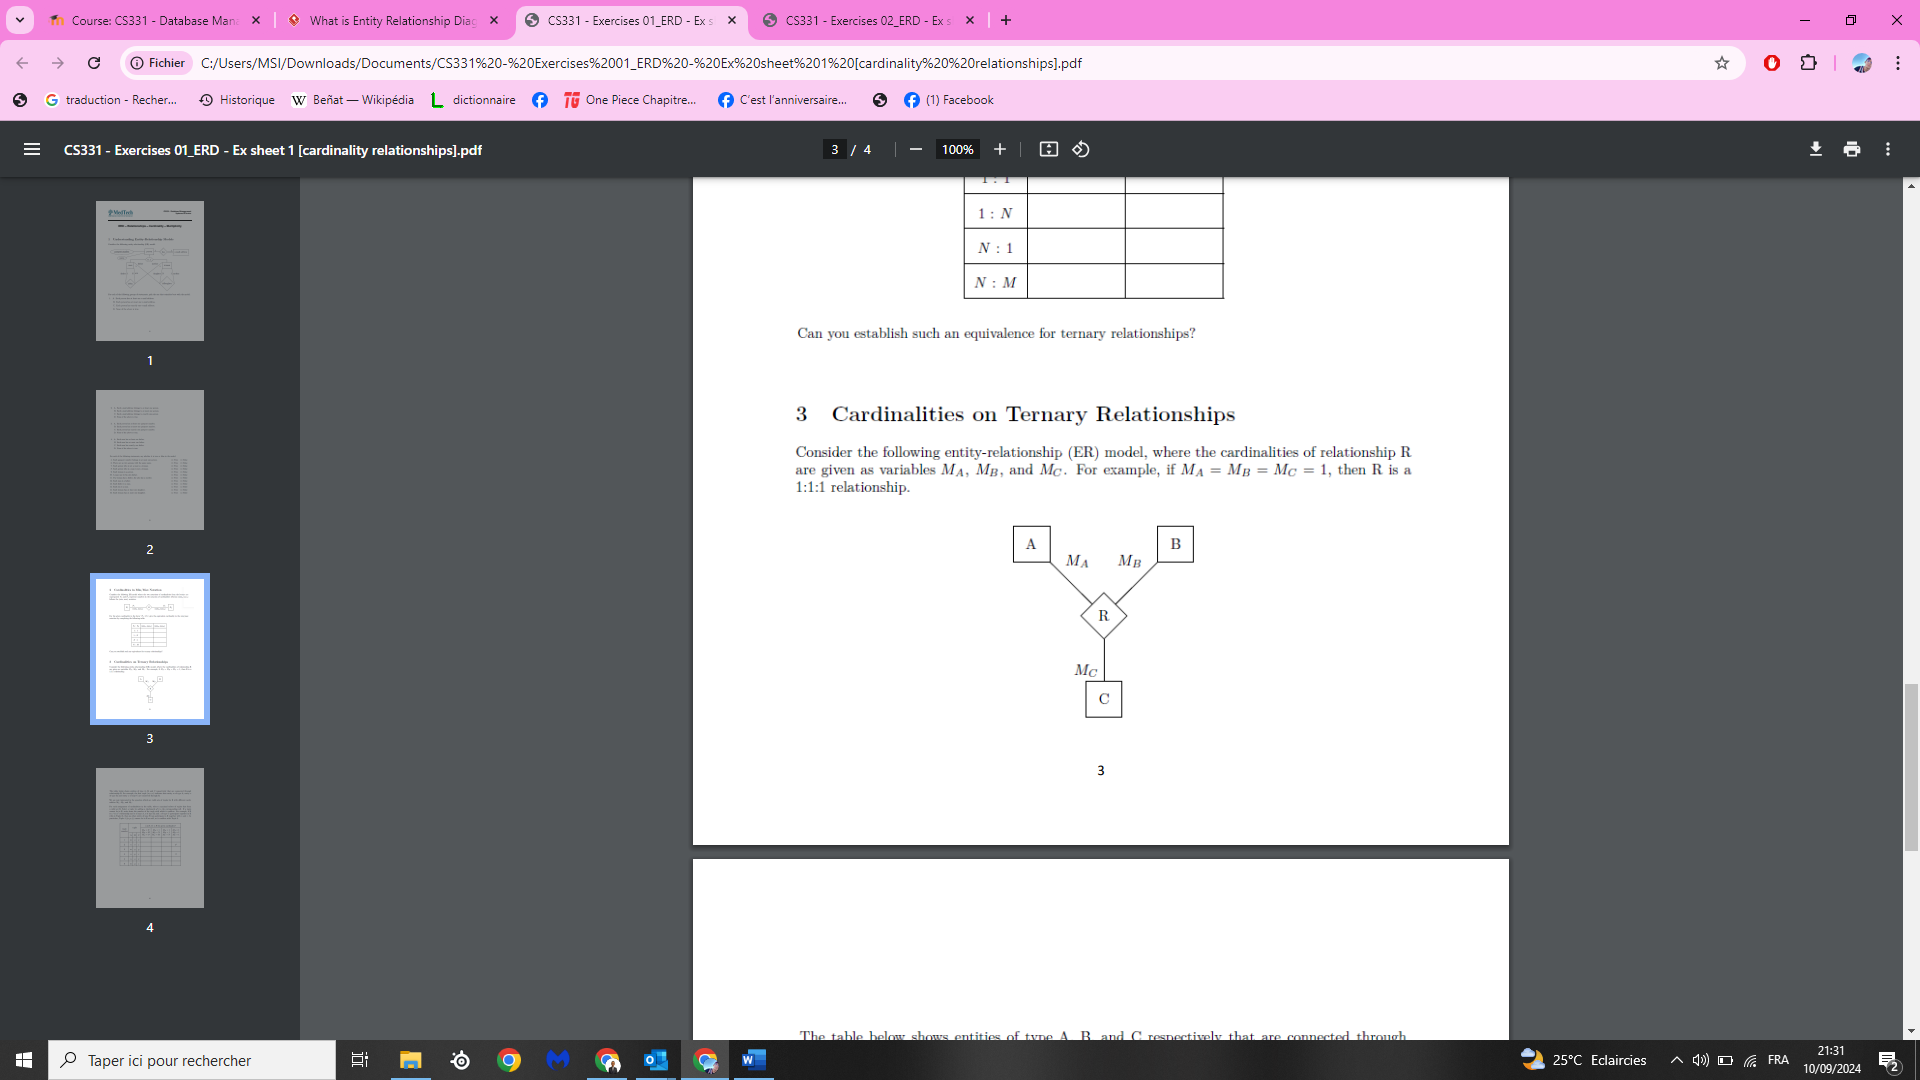 Course: CS331 - Database Mana
What is Entity Relationship Diag
CS331 - Exercises 01_ERD - Ex s
CS331 - Exercises 02_ERD - Ex s
Fichier
C:/Users/MSI/Downloads/Documents/CS331%20-%20Exercises%2001_ERD%20-%20Ex%20sheet%201%20[cardinality%20%20relationships].pdf
traduction - Recher...
Historique
Beñat — Wikipédia
dictionnaire
One Piece Chapitre...
C'est l'anniversaire...
(1) Facebook
CS331 - Exercises 01_ERD - Ex sheet 1 [cardinality relationships].pdf
3 / 4
100%
1
2
3
4
1 : 1
1 : N
N : 1
N : M
Can you establish such an equivalence for ternary relationships?
3 Cardinalities on Ternary Relationships
Consider the following entity-relationship (ER) model, where the cardinalities of relationship R
are given as variables M_A, M_B, and M_C. For example, if M_A = M_B = M_C = 1, then R is a
1:1:1 relationship.
A
B
M_A
M_B
R
M_C
C
3
The table below shows entities of type A, B, and C respectively that are connected through
Taper ici pour rechercher
25°C Eclaircies
FRA
21:31
10/09/2024
2